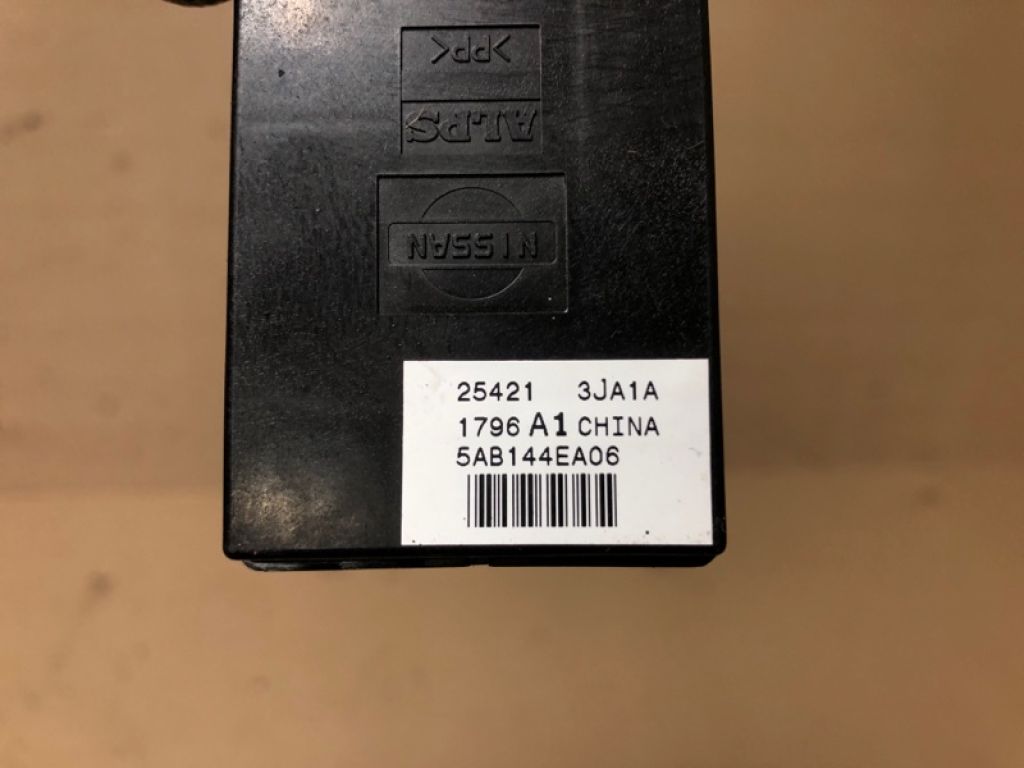 >PP<
ALPS
NISSAN
25421 3JA1A
1796 A1 CHINA
5AB144EA06